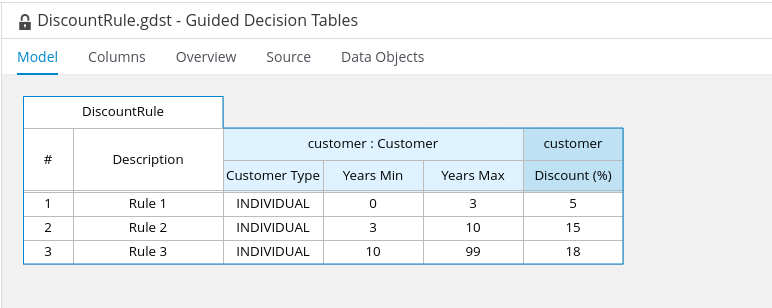 DiscountRule.gdst - Guided Decision Tables
Model Columns Overview Source Data Objects
DiscountRule
# Description customer : Customer customer
Customer Type Years Min Years Max Discount (%)
1 Rule 1 INDIVIDUAL 0 3 5
2 Rule 2 INDIVIDUAL 3 10 15
3 Rule 3 INDIVIDUAL 10 99 18